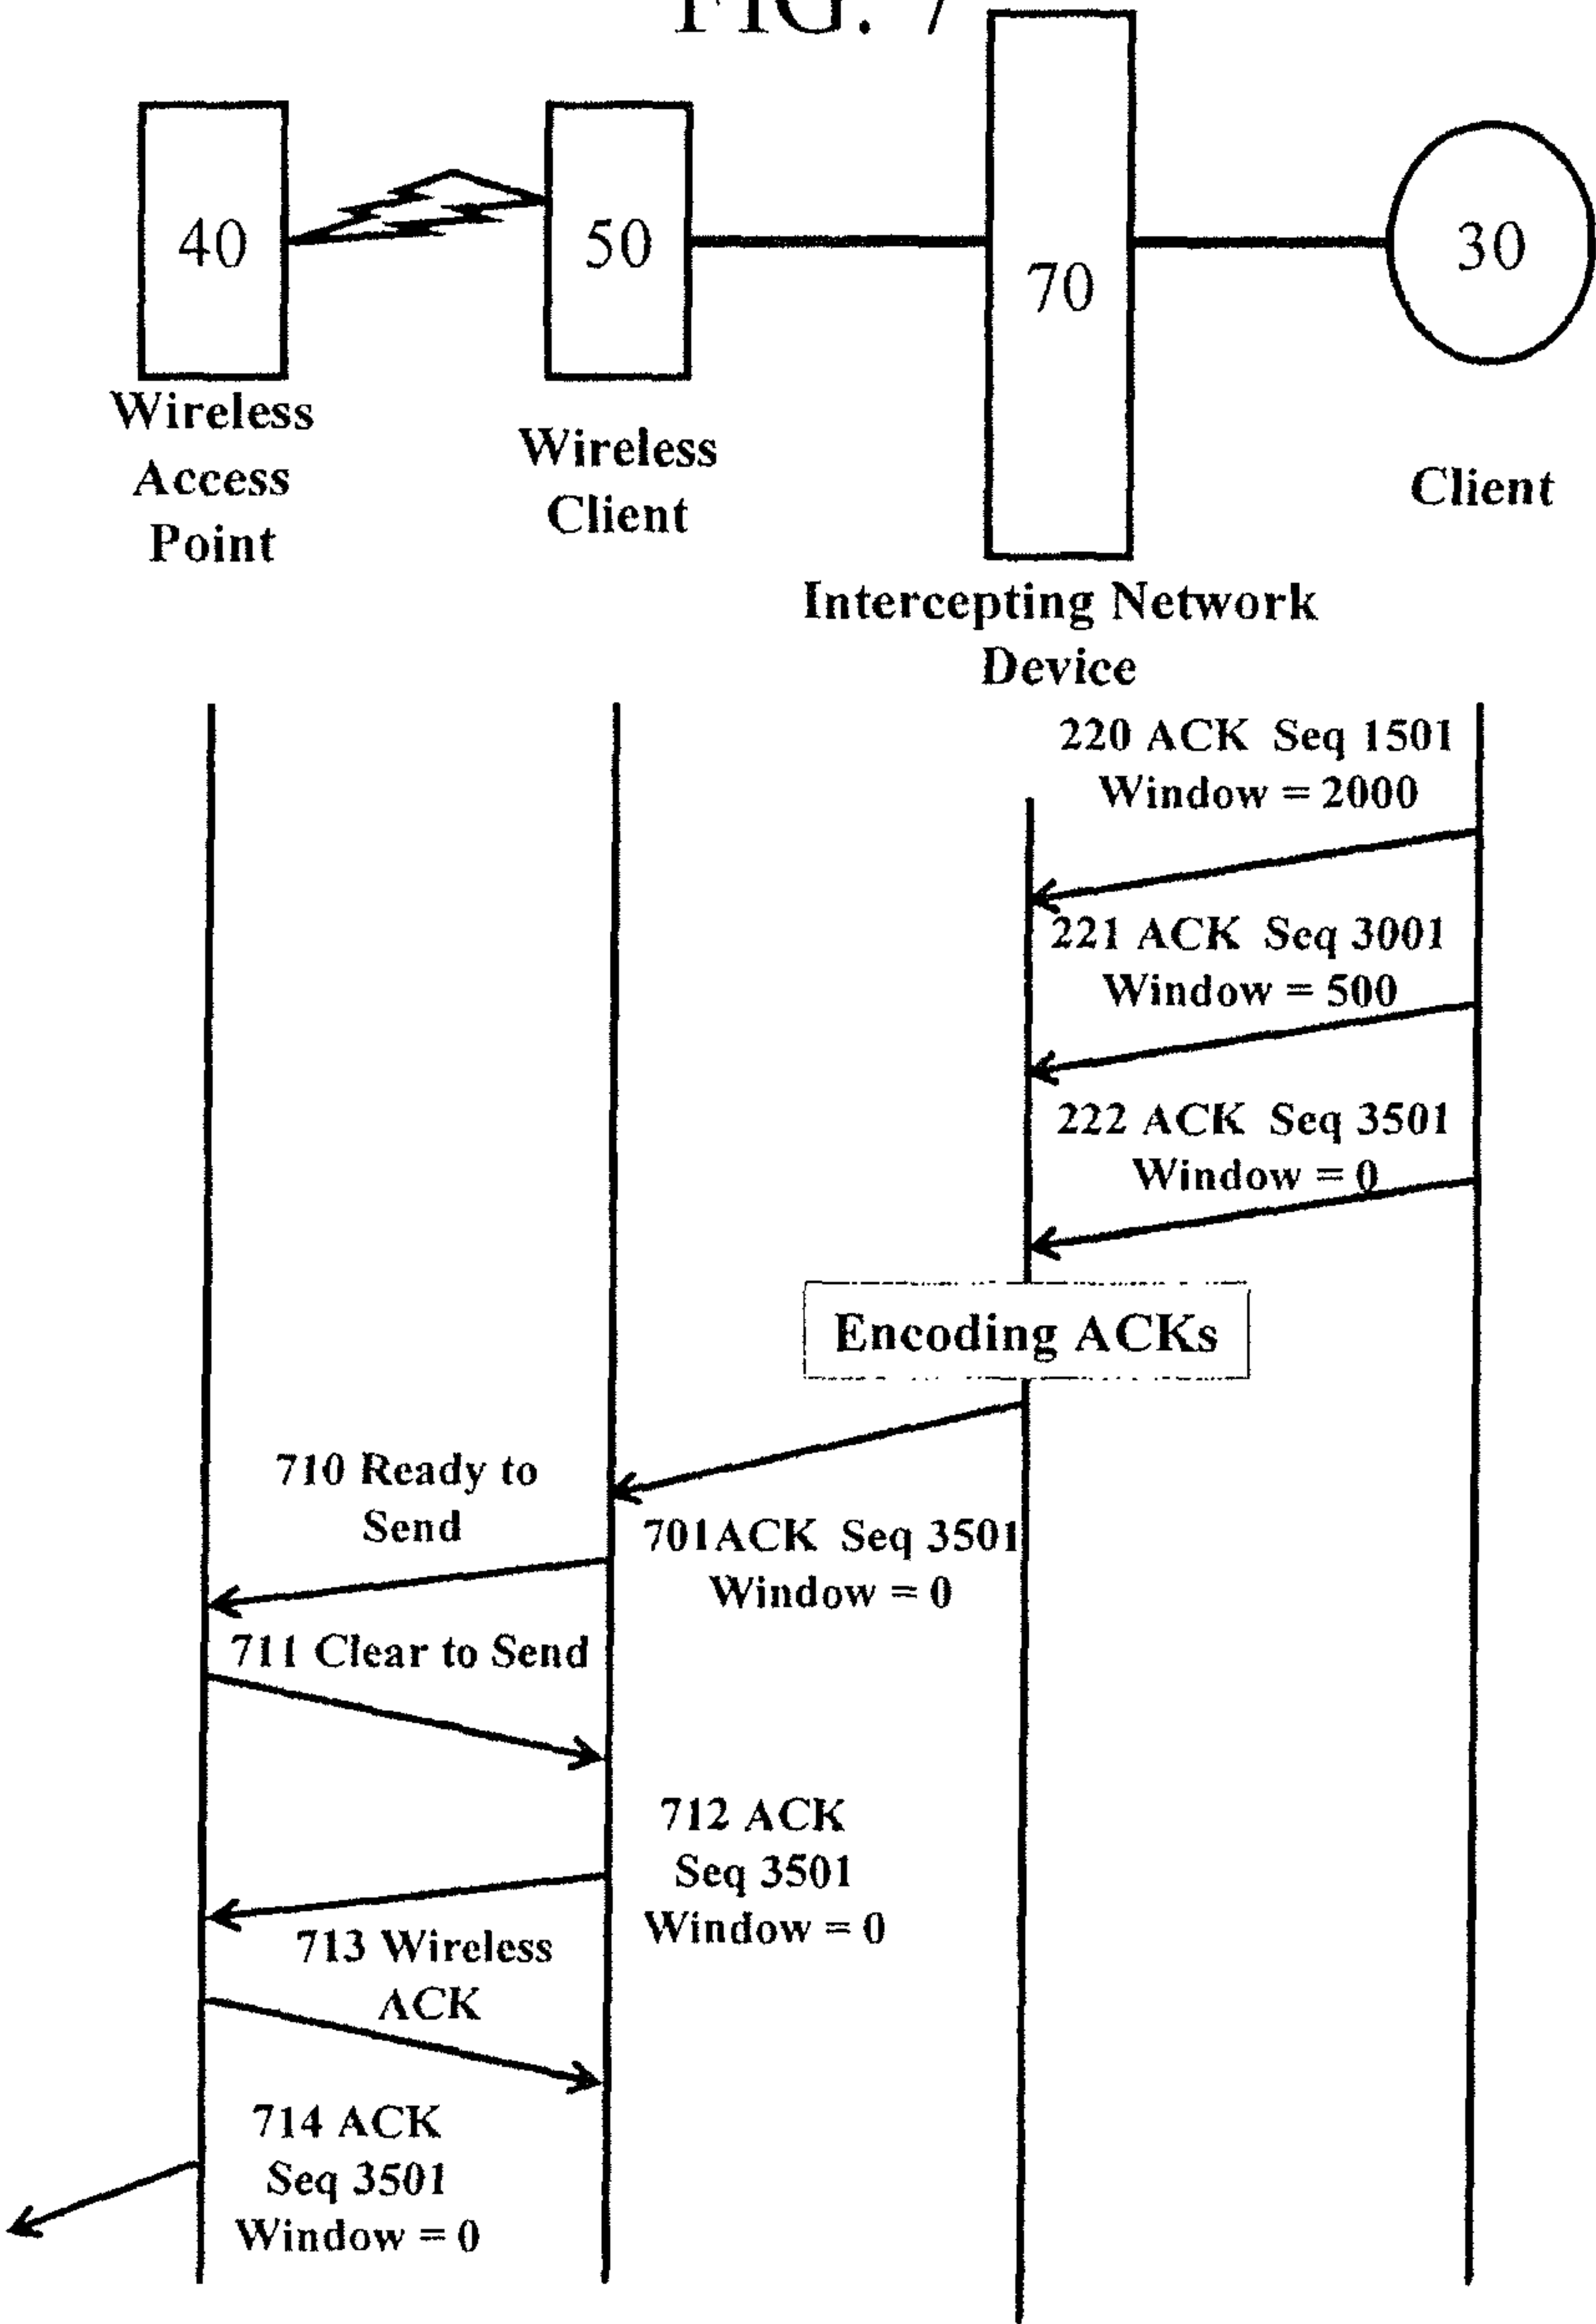 FIG. 7
40
50
70
30
Wireless
Access
Point
Wireless
Client
Intercepting Network
Device
Client
220 ACK Seq 1501
Window = 2000
221 ACK Seq 3001
Window = 500
222 ACK Seq 3501
Window = 0
Encoding ACKs
710 Ready to
Send
701ACK Seq 3501
Window = 0
711 Clear to Send
712 ACK
Seq 3501
Window = 0
713 Wireless
ACK
714 ACK
Seq 3501
Window = 0